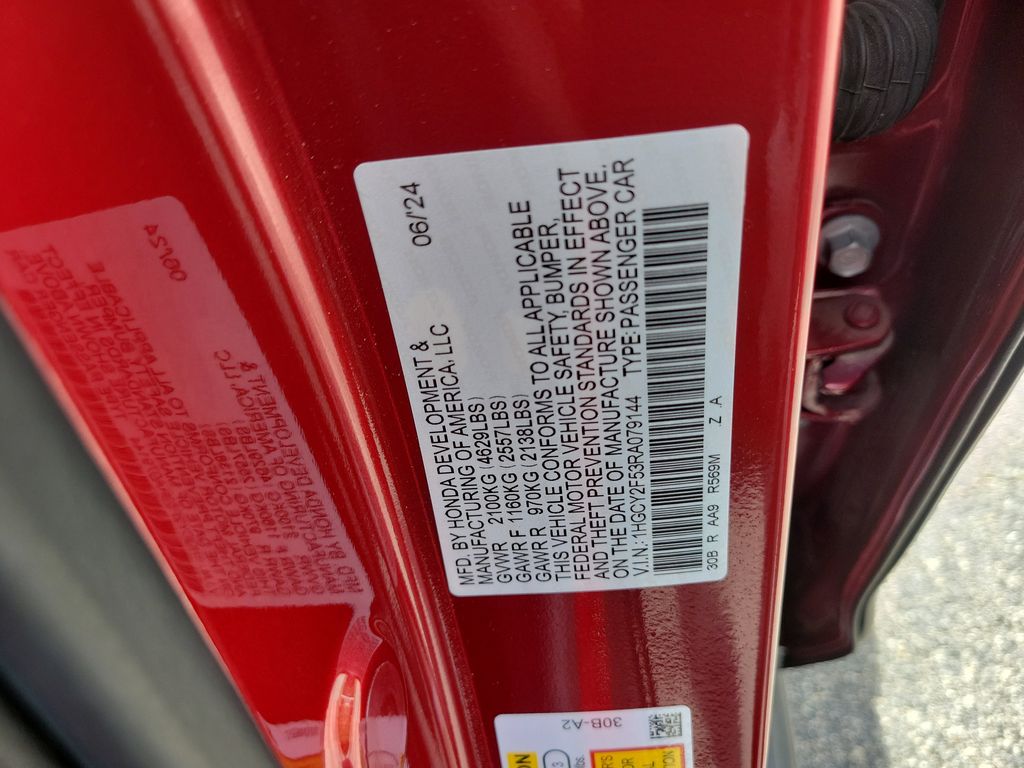 06/'24
MFD. BY HONDA DEVELOPMENT &
MANUFACTURING OF AMERICA, LLC
GVWR 2100KG (4629LBS)
GAWR F 1160KG (2557LBS)
GAWR R 970KG (2138LBS)
THIS VEHICLE CONFORMS TO ALL APPLICABLE
FEDERAL MOTOR VEHICLE SAFETY, BUMPER,
AND THEFT PREVENTION STANDARDS IN EFFECT
ON THE DATE OF MANUFACTURE SHOWN ABOVE.
V.I.N.: 1HGCY2F53RA079144 TYPE: PASSENGER CAR
30B R AA9 R569M Z A
30B-A2